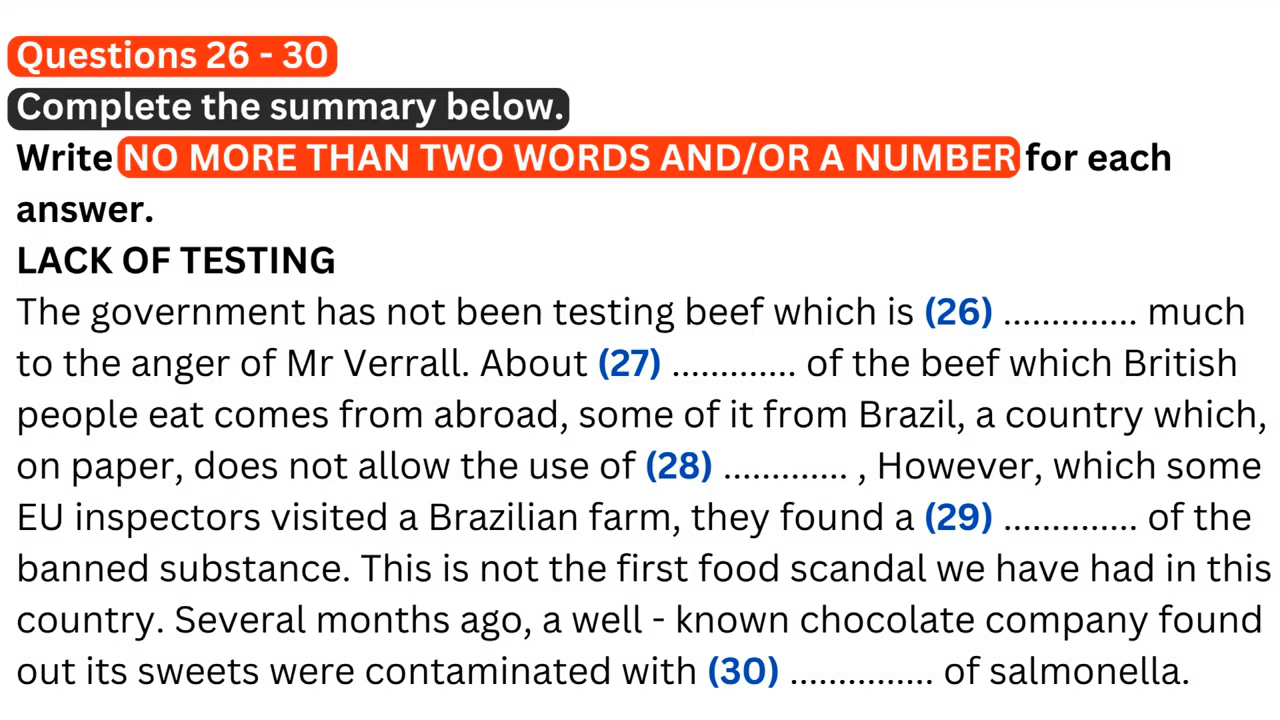 Questions 26 - 30
Complete the summary below.
Write NO MORE THAN TWO WORDS AND/OR A NUMBER for each
answer.
LACK OF TESTING
The government has not been testing beef which is (26) .............. much
to the anger of Mr Verrall. About (27) ............. of the beef which British
people eat comes from abroad, some of it from Brazil, a country which,
on paper, does not allow the use of (28) ............. , However, which some
EU inspectors visited a Brazilian farm, they found a (29) .............. of the
banned substance. This is not the first food scandal we have had in this
country. Several months ago, a well - known chocolate company found
out its sweets were contaminated with (30) ............... of salmonella.